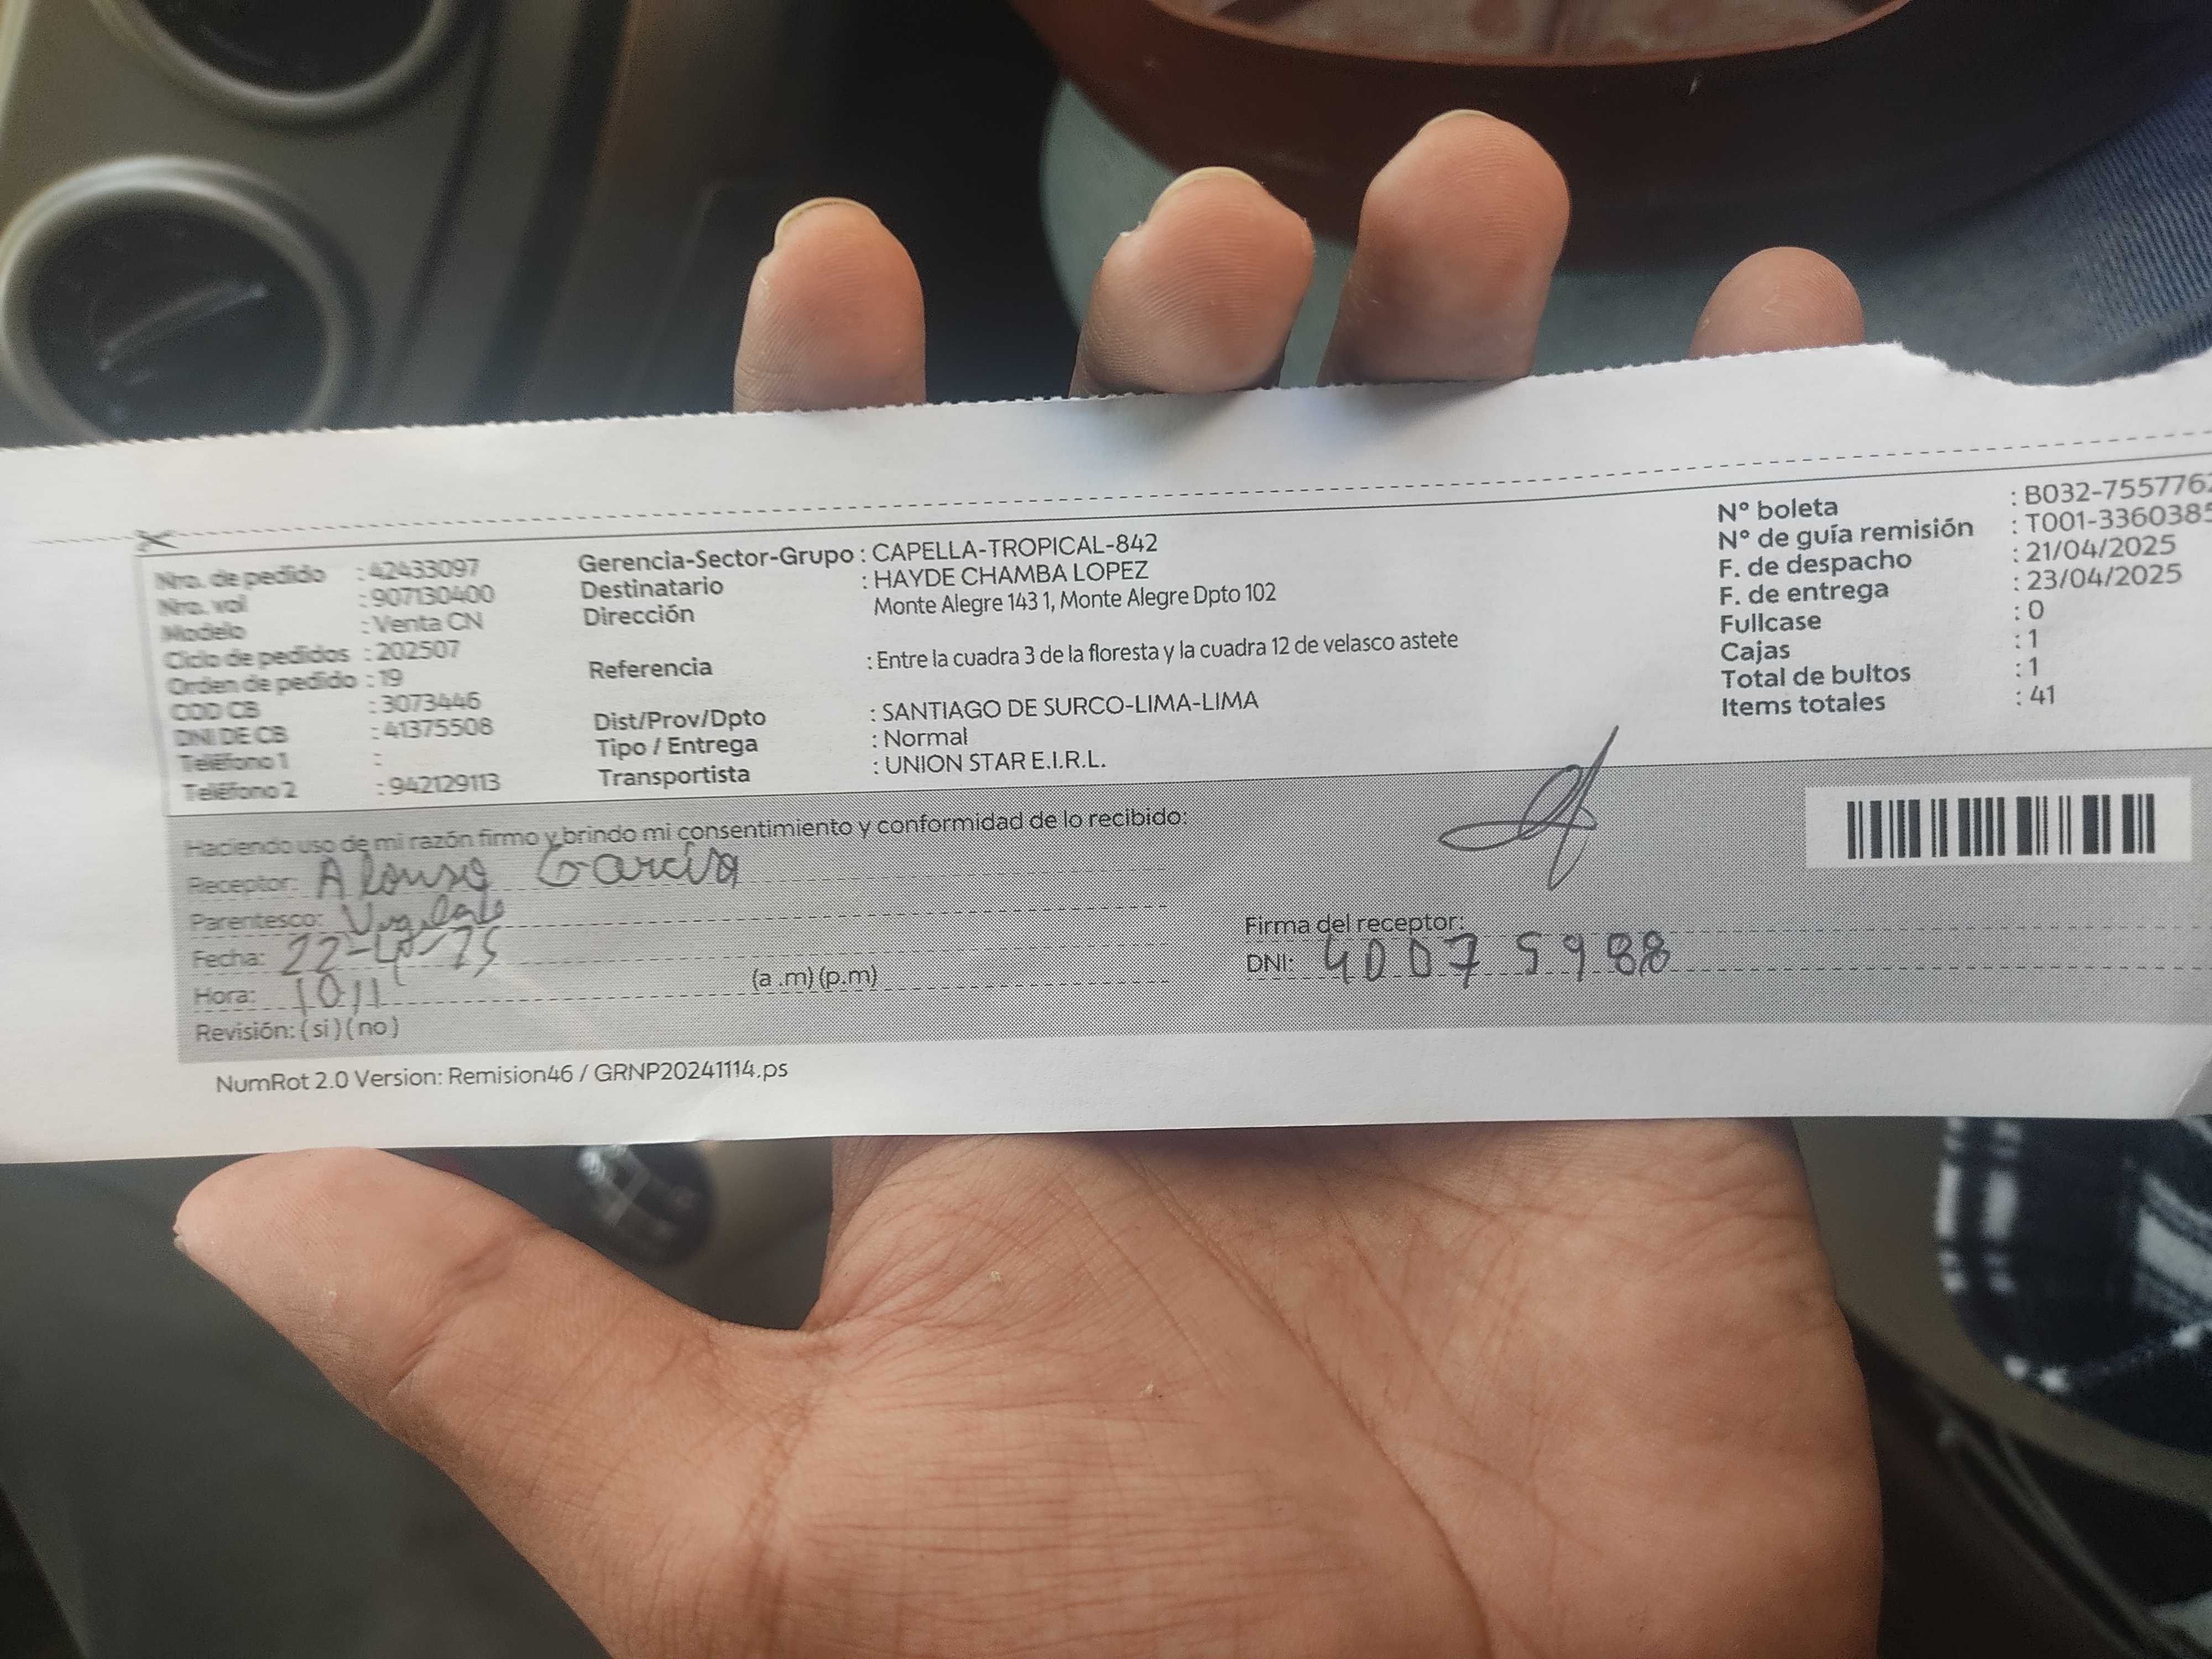 Nro. de pedido : 42433097
Nro. vol : 907130400
Modelo : Venta CN
Ciclo de pedidos : 202507
Orden de pedido : 19
COD CB : 3073446
DNI DE CB : 41375508
Teléfono 1 :
Teléfono 2 : 942129113
Gerencia-Sector-Grupo : CAPELLA-TROPICAL-842
Destinatario : HAYDE CHAMBA LOPEZ
Dirección Monte Alegre 143 1, Monte Alegre Dpto 102
Referencia : Entre la cuadra 3 de la floresta y la cuadra 12 de velasco astete
Dist/Prov/Dpto : SANTIAGO DE SURCO-LIMA-LIMA
Tipo / Entrega : Normal
Transportista : UNION STAR E.I.R.L.
N° boleta : B032-7557762
N° de guía remisión : T001-3360385
F. de despacho : 21/04/2025
F. de entrega : 23/04/2025
Fullcase : 0
Cajas : 1
Total de bultos : 1
Items totales : 41
Haciendo uso de mi razón firmo y brindo mi consentimiento y conformidad de lo recibido:
Receptor: Alonso Garcia
Parentesco:
Fecha:
Hora: 10:11 (a .m) (p.m)
Revisión: ( si ) ( no )
Firma del receptor:
DNI: 40075988
NumRot 2.0 Version: Remision46 / GRNP20241114.ps